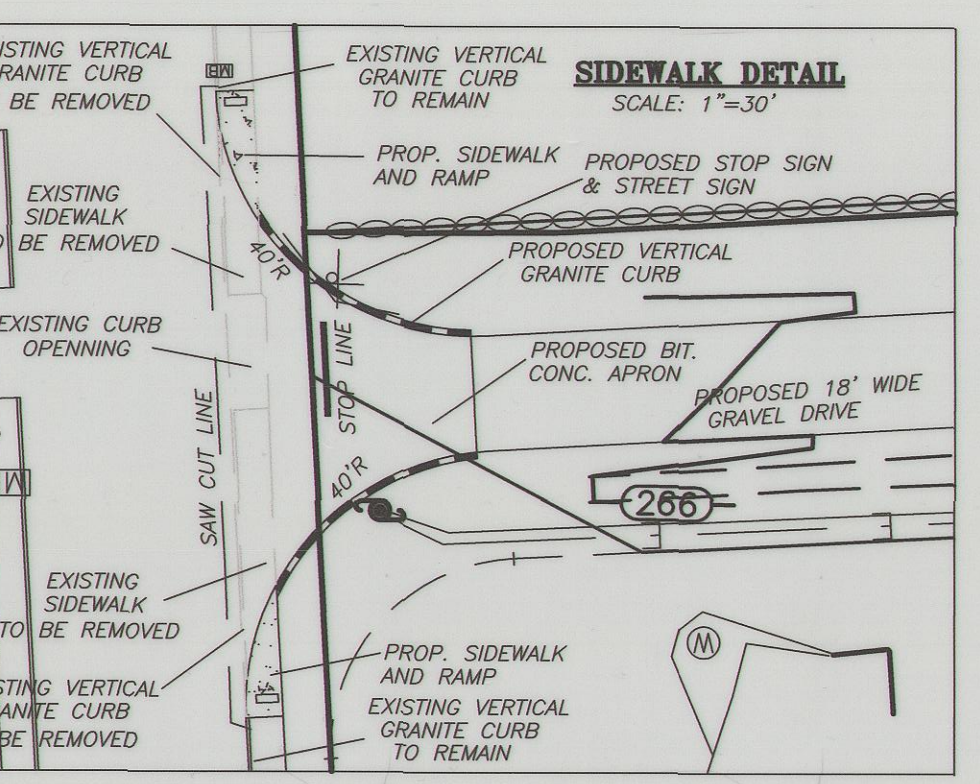 SIDEWALK DETAIL
SCALE: 1"=30'
ISTING VERTICAL
RANITE CURB
BE REMOVED
MB
EXISTING VERTICAL
GRANITE CURB
TO REMAIN
PROP. SIDEWALK
AND RAMP
PROPOSED STOP SIGN
& STREET SIGN
EXISTING
SIDEWALK
O BE REMOVED
40'R
PROPOSED VERTICAL
GRANITE CURB
EXISTING CURB
OPENNING
STOP LINE
PROPOSED BIT.
CONC. APRON
PROPOSED 18' WIDE
GRAVEL DRIVE
SAW CUT LINE
40'R
M
266
EXISTING
SIDEWALK
TO BE REMOVED
W
PROP. SIDEWALK
AND RAMP
STING VERTICAL
ANITE CURB
BE REMOVED
EXISTING VERTICAL
GRANITE CURB
TO REMAIN